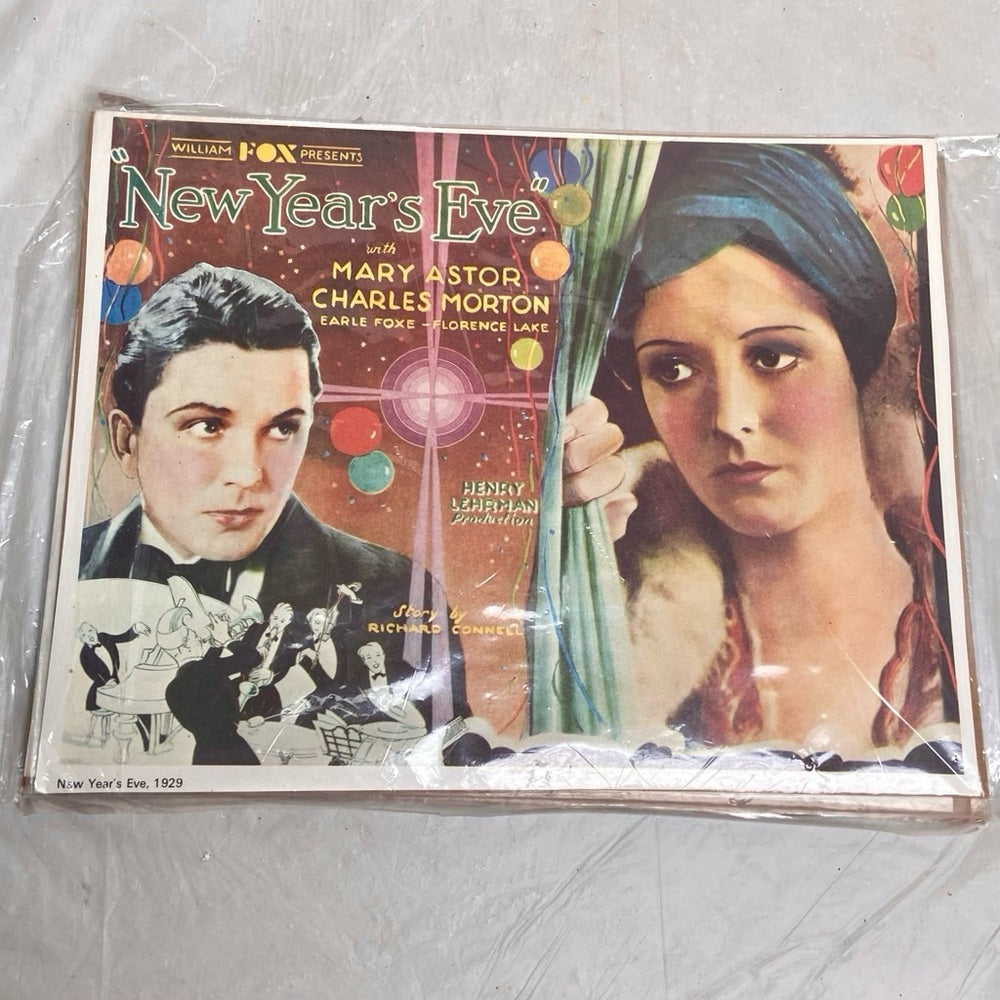 WILLIAM FOX PRESENTS
"New Year's Eve"
with
MARY ASTOR
CHARLES MORTON
EARLE FOXE – FLORENCE LAKE
HENRY
LEHRMAN
Production
Story by
RICHARD CONNELL
New Year's Eve, 1929